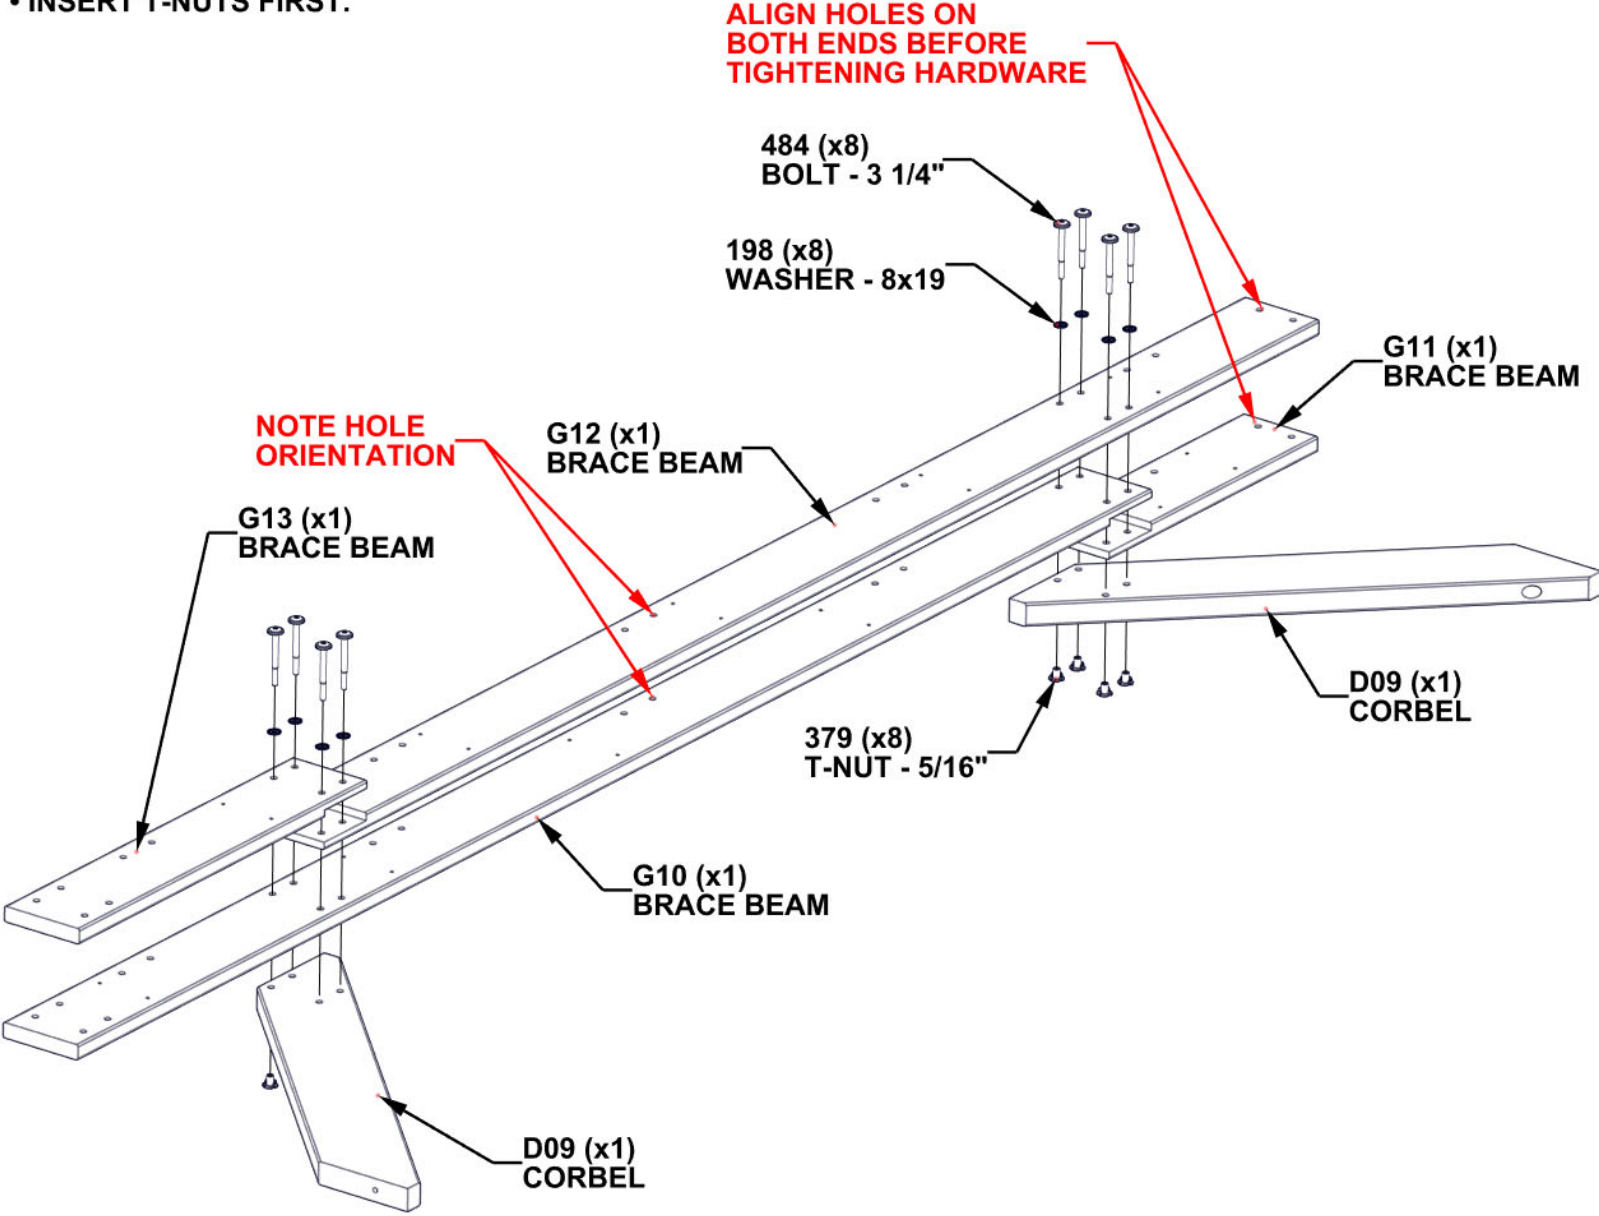 • INSERT T-NUTS FIRST.
ALIGN HOLES ON
BOTH ENDS BEFORE
TIGHTENING HARDWARE
484 (x8)
BOLT - 3 1/4"
198 (x8)
WASHER - 8x19
G11 (x1)
BRACE BEAM
NOTE HOLE
ORIENTATION
G12 (x1)
BRACE BEAM
G13 (x1)
BRACE BEAM
D09 (x1)
CORBEL
379 (x8)
T-NUT - 5/16"
G10 (x1)
BRACE BEAM
D09 (x1)
CORBEL